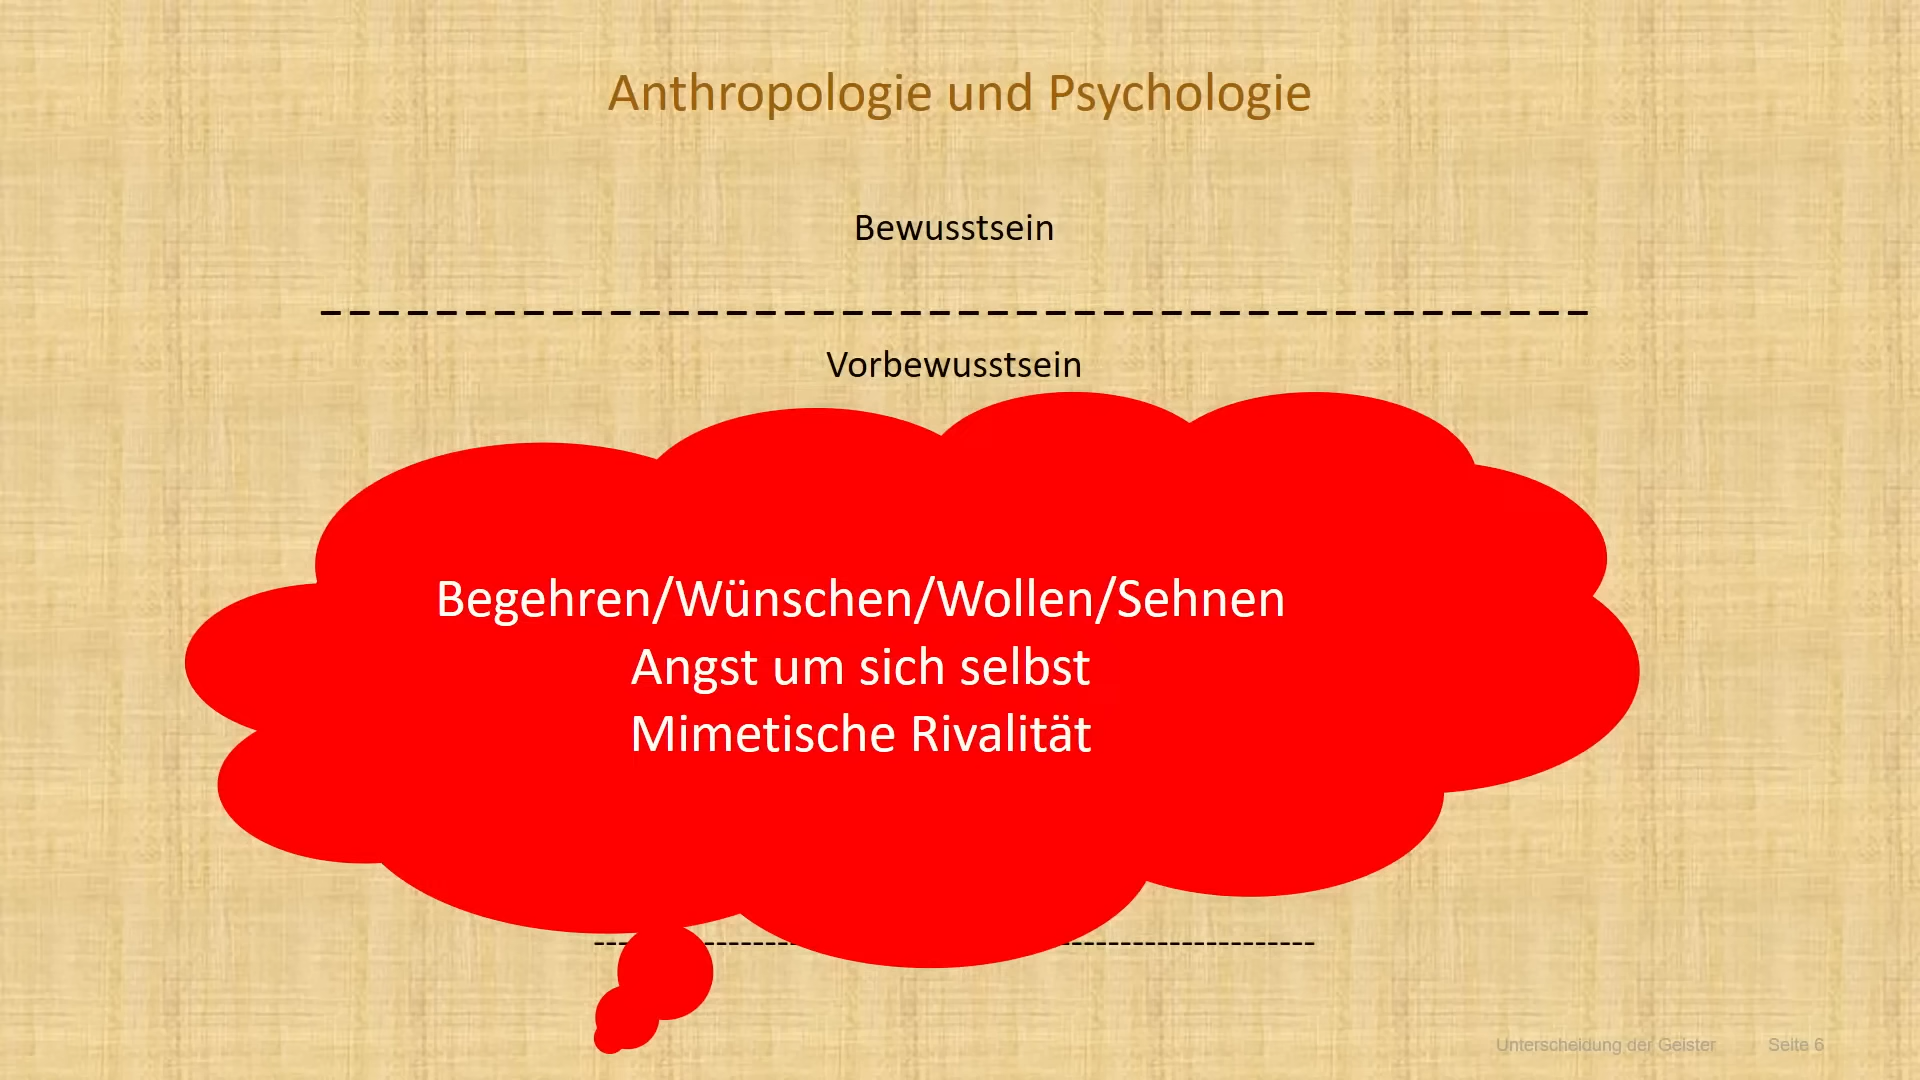 Anthropologie und Psychologie
Bewusstsein
Vorbewusstsein
Begehren/Wünschen/Wollen/Sehnen
Angst um sich selbst
Mimetische Rivalität
Unterscheidung der Geister Seite 6